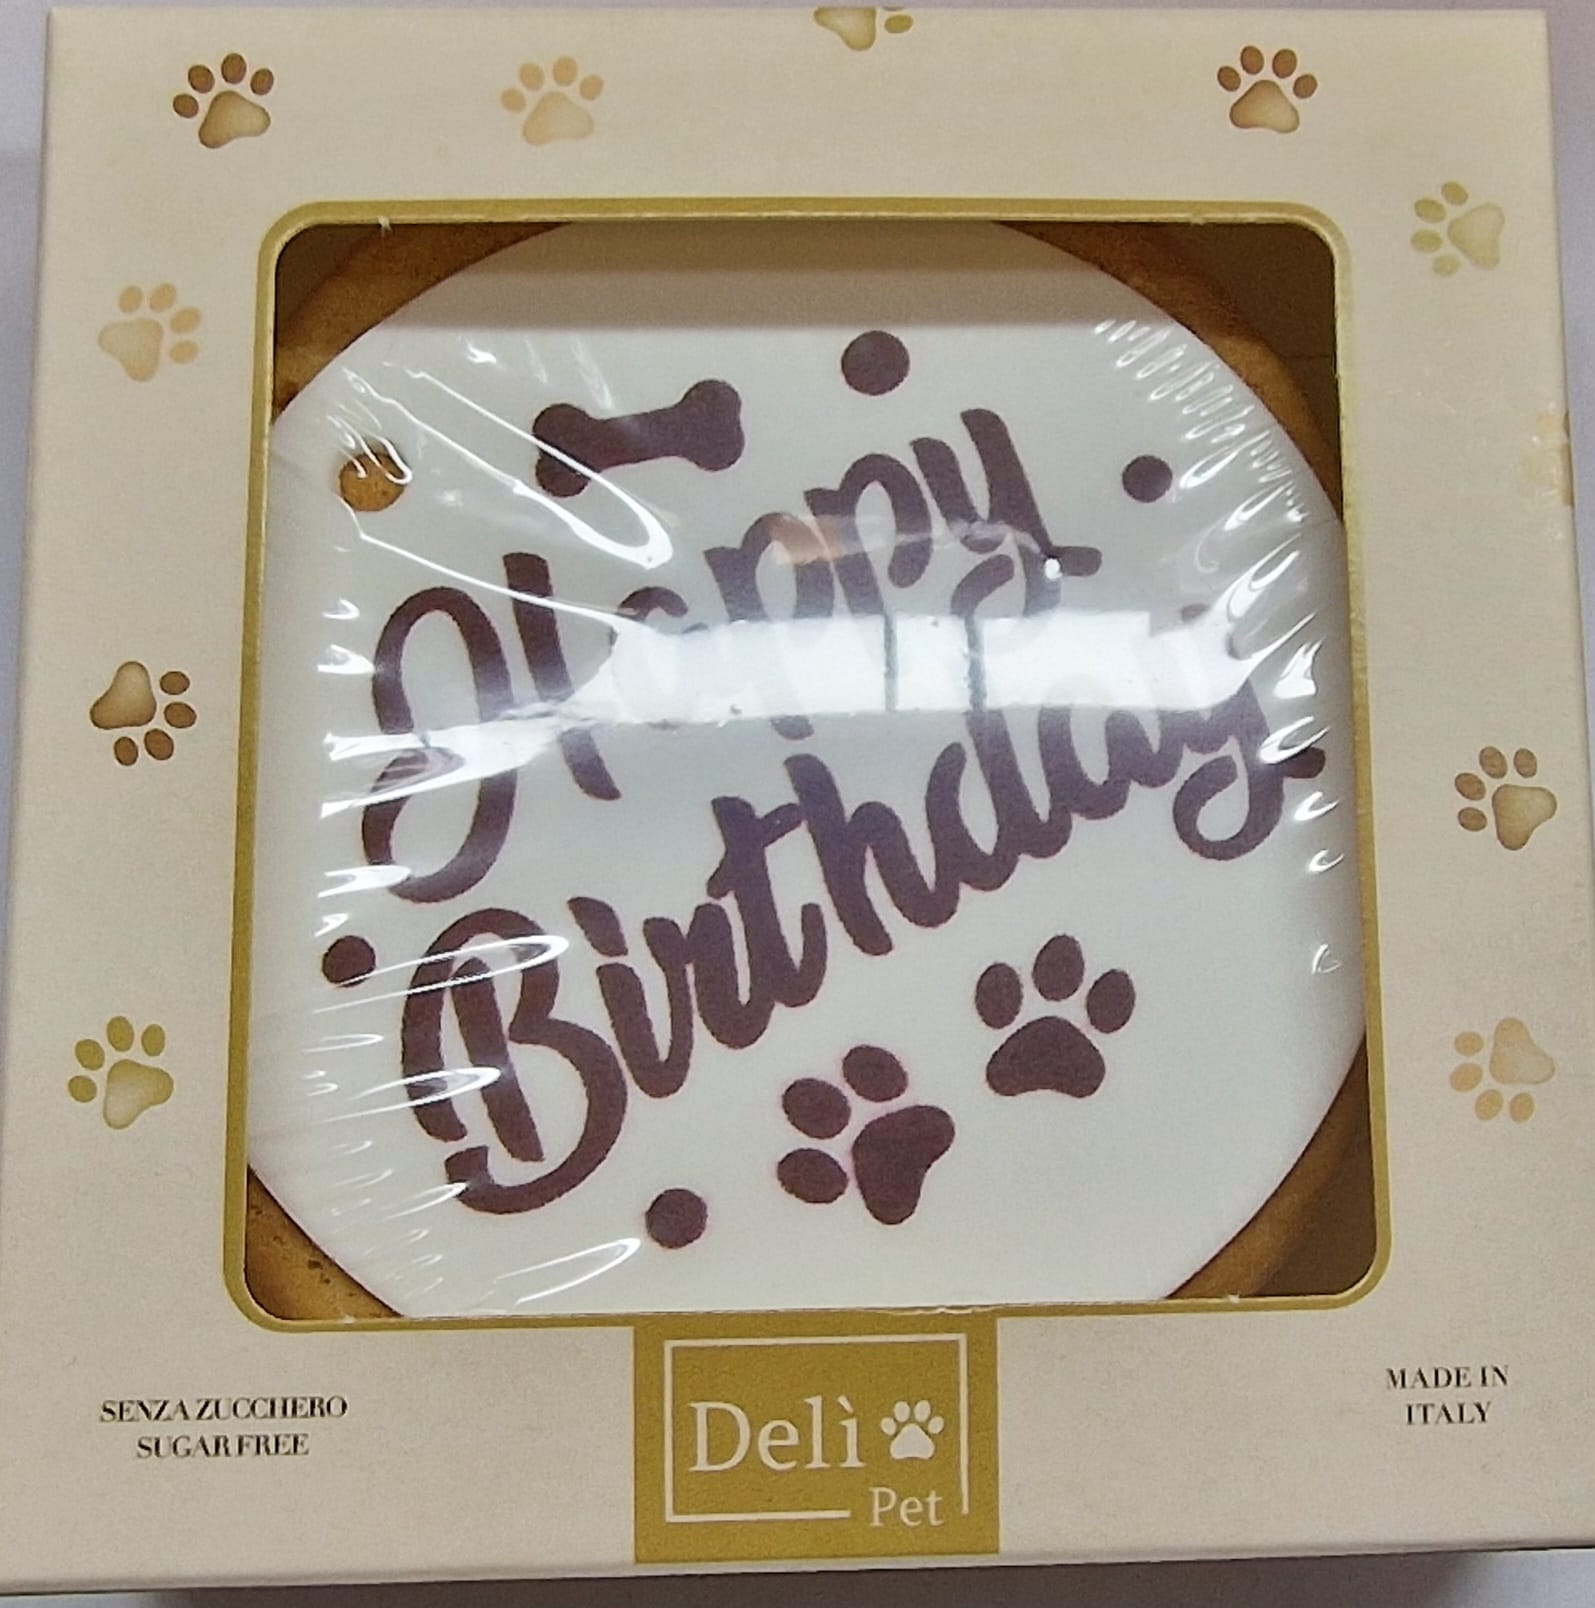 Happy
Birthday
SENZA ZUCCHERO
SUGAR FREE
Delì
Pet
MADE IN
ITALY